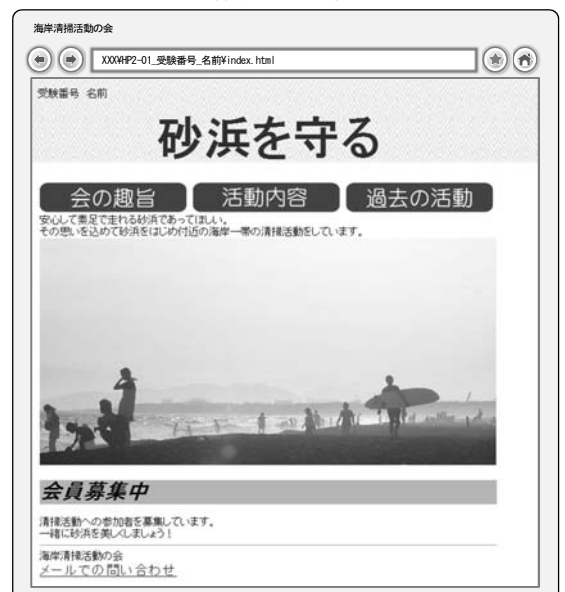 海岸清掃活動の会
XXX¥HP2-01_受験番号_名前¥index.html
受験番号 名前
砂浜を守る
会の趣旨 活動内容 過去の活動
安心して素足で走れる砂浜であってほしい。
その思いを込めて砂浜をはじめ付近の海岸一帯の清掃活動をしています。
会員募集中
清掃活動への参加者を募集しています。
一緒に砂浜を美しくしましょう!
海岸清掃活動の会
メールでの問い合わせ